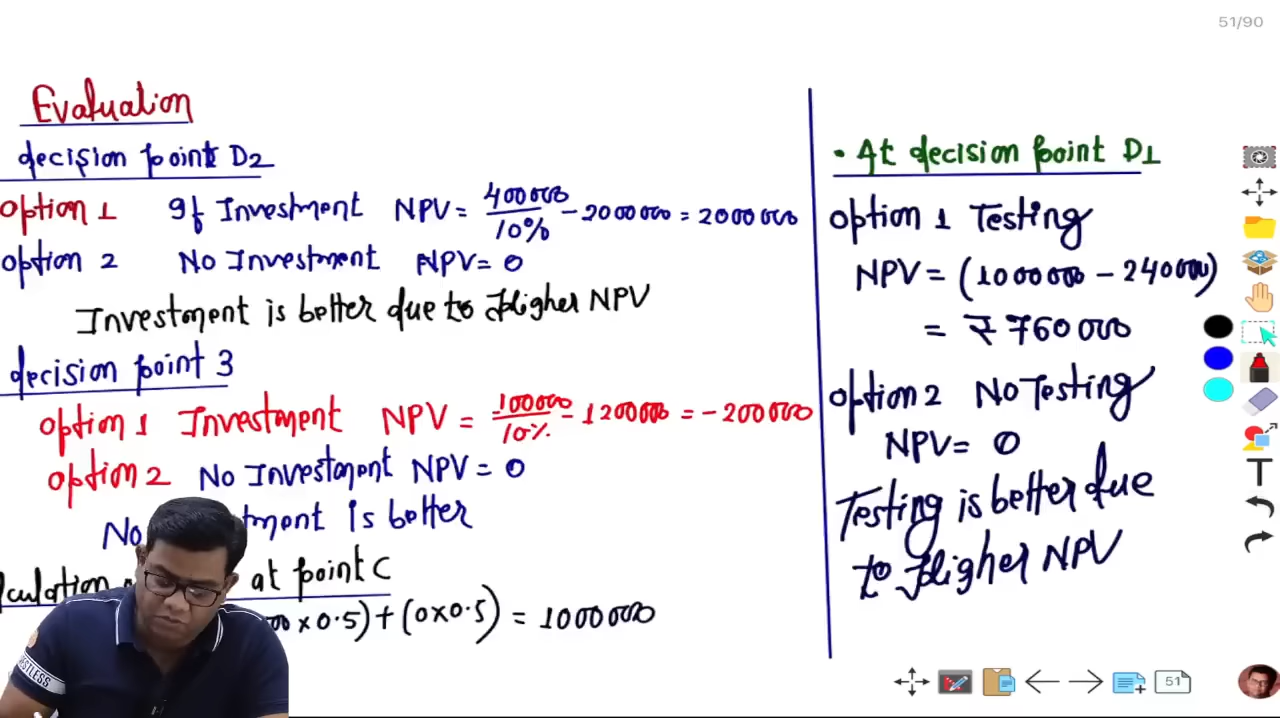 51/90
Evaluation
decision point D2
option 1 If Investment NPV = 400000/10% - 2000000 = 2000000
option 2 No Investment NPV = 0
Investment is better due to Higher NPV
decision point 3
option 1 Investment NPV = 100000/10% - 1200000 = -200000
option 2 No Investment NPV = 0
No tment is better
at point C
x 0.5) + (0x0.5) = 1000000
• At decision point D1
option 1 Testing
NPV = (1000000 - 240000)
= ₹ 760000
option 2 No Testing
NPV = 0
Testing is better due
to Higher NPV
T
51